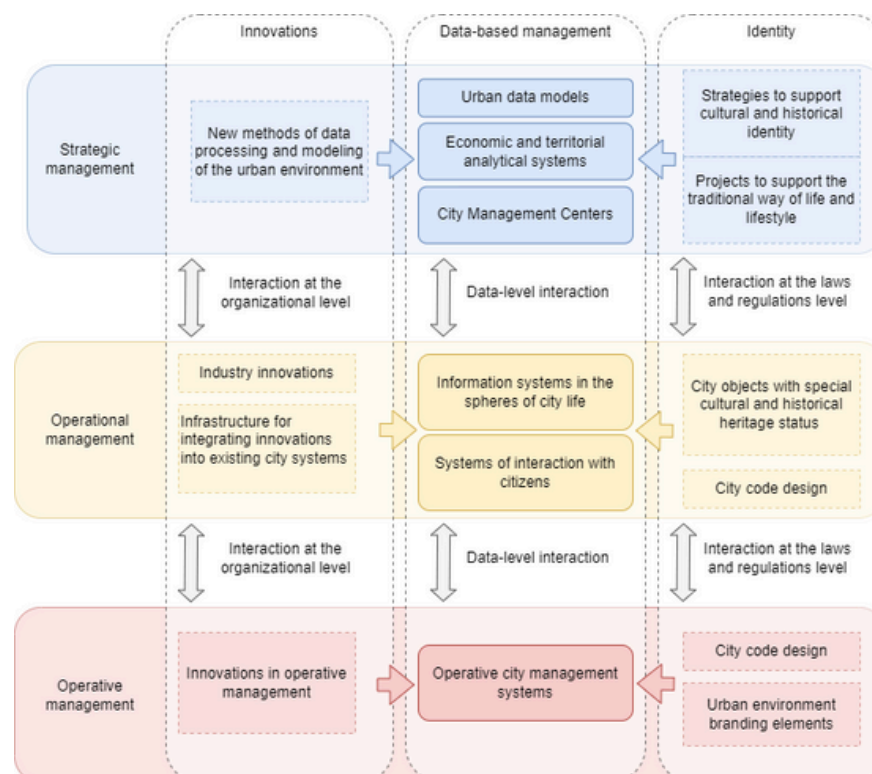 Innovations
Data-based management
Identity
Strategic
management
New methods of data
processing and modeling
of the urban environment
Urban data models
Economic and territorial
analytical systems
City Management Centers
Strategies to support
cultural and historical
identity
Projects to support the
traditional way of life and
lifestyle
Interaction at the
organizational level
Data-level interaction
Interaction at the laws
and regulations level
Operational
management
Industry innovations
Infrastructure for
integrating innovations
into existing city systems
Information systems in the
spheres of city life
Systems of interaction with
citizens
City objects with special
cultural and historical
heritage status
City code design
Interaction at the
organizational level
Data-level interaction
Interaction at the laws
and regulations level
Operative
management
Innovations in operative
management
Operative city management
systems
City code design
Urban environment
branding elements